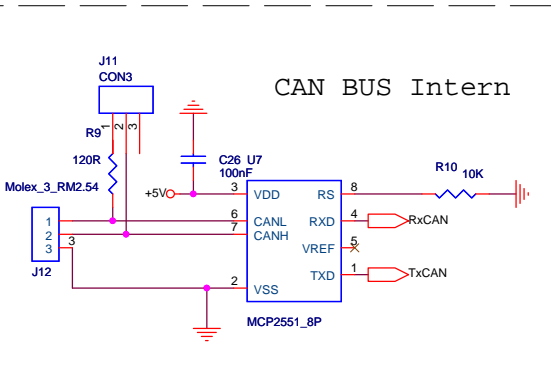 J11
CON3
CAN BUS Intern
R9
1
2
3
120R
C26 U7
100nF
R10
10K
Molex_3_RM2.54
+5V
3
VDD
RS
8
1
6
CANL
RXD
4
RxCAN
2
7
CANH
3
3
VREF
5
J12
2
VSS
TXD
1
TxCAN
MCP2551_8P